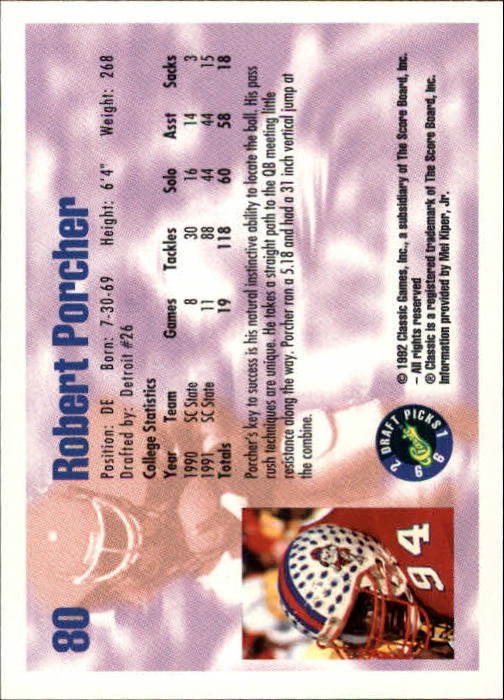 80 Robert Porcher
Position: DE Born: 7-30-69 Height: 6'4" Weight: 268
Drafted by: Detroit #26
College Statistics
Year Team Games Tackles Solo Asst Sacks
1990 SC State 8 30 16 14 3
1991 SC State 11 88 44 44 15
Totals 19 118 60 58 18
Porcher's key to success is his natural instinctive ability to locate the ball. His pass
rush techniques are unique. He takes a straight path to the QB meeting little
resistance along the way. Porcher ran a 5.18 and had a 31 inch vertical jump at
the combine.
94
1992 DRAFT PICKS
© 1992 Classic Games, Inc., a subsidiary of The Score Board, Inc.
– All rights reserved
® Classic is a registered trademark of The Score Board, Inc.
Information provided by Mel Kiper, Jr.